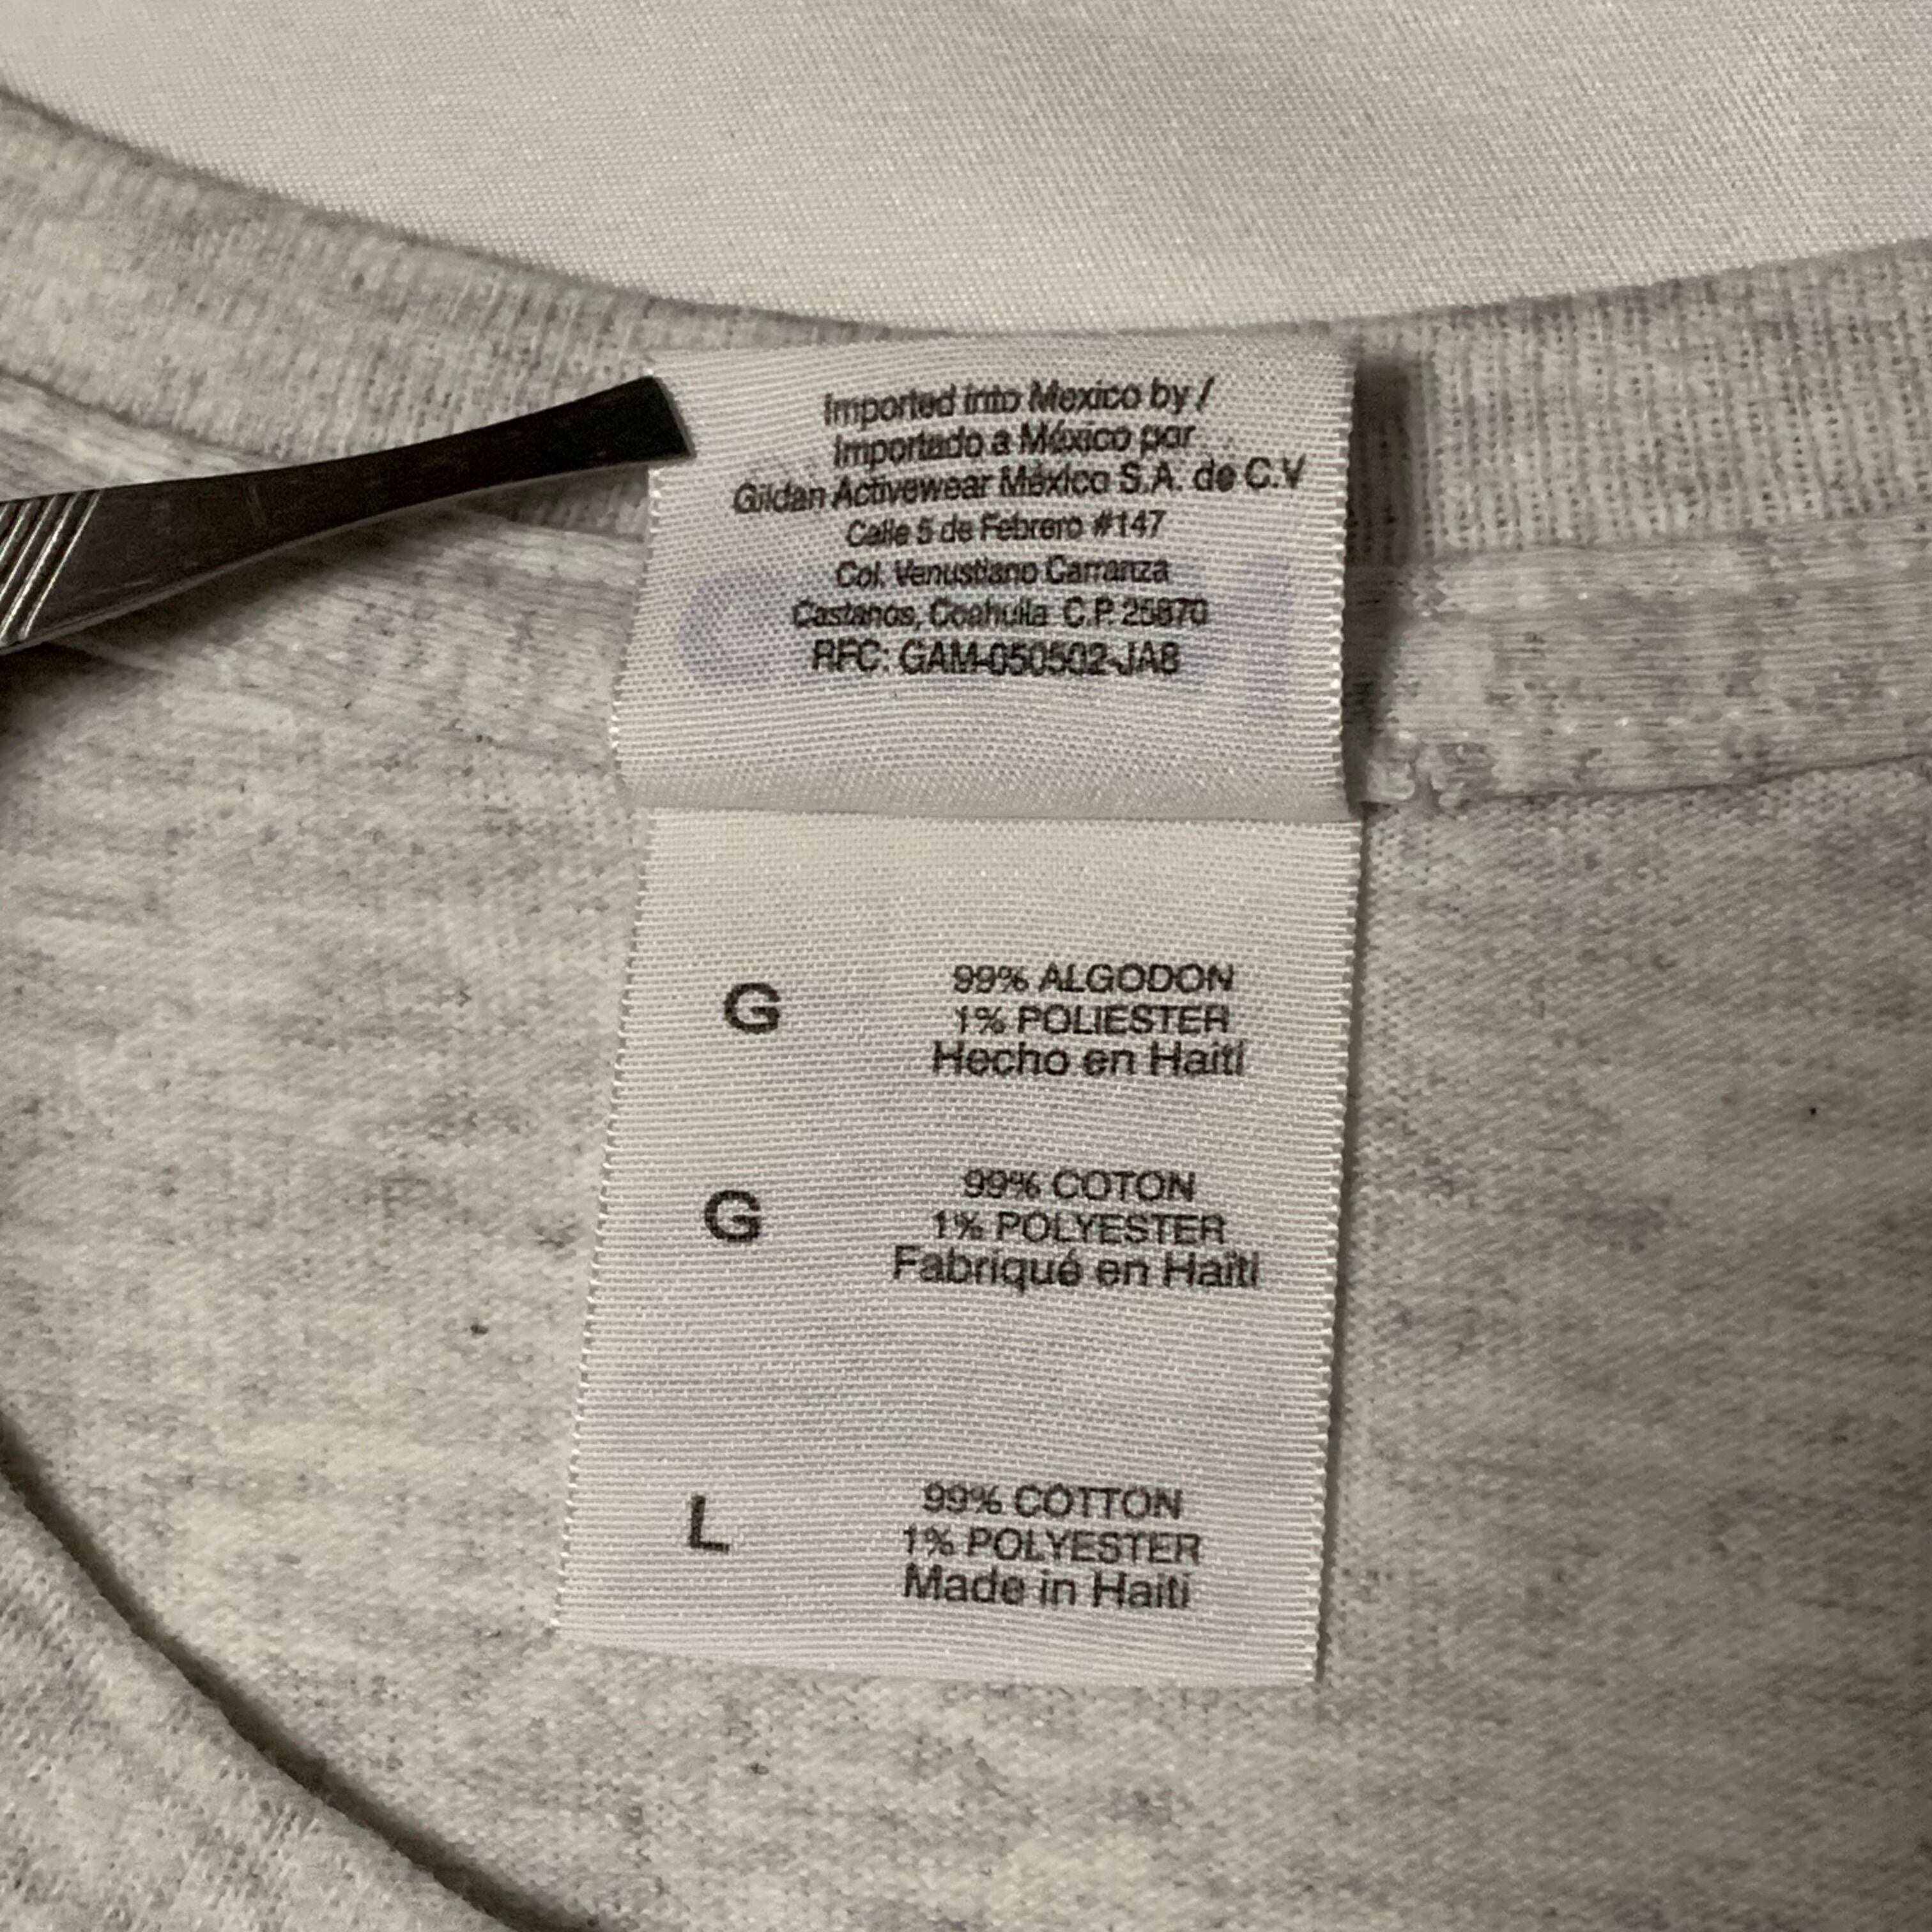 Imported into Mexico by /
Importado a México por
Gildan Activewear México S.A. de C.V
Calle 5 de Febrero #147
Col. Venustiano Carranza
Castanos, Coahuila C.P. 25870
RFC: GAM-050502-JA8
G
99% ALGODON
1% POLIESTER
Hecho en Haití
G
99% COTON
1% POLYESTER
Fabriqué en Haïti
L
99% COTTON
1% POLYESTER
Made in Haiti